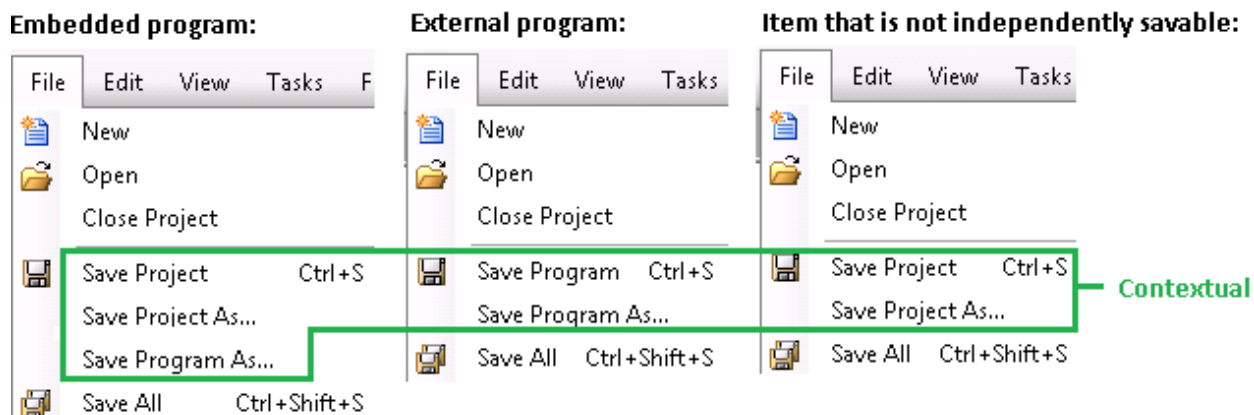 Embedded program:
File Edit View Tasks F
New
Open
Close Project
Save Project Ctrl+S
Save Project As...
Save Program As...
Save All Ctrl+Shift+S
External program:
File Edit View Tasks
New
Open
Close Project
Save Program Ctrl+S
Save Program As...
Save All Ctrl+Shift+S
Item that is not independently savable:
File Edit View Tasks
New
Open
Close Project
Save Project Ctrl+S
Save Project As...
Save All Ctrl+Shift+S
Contextual